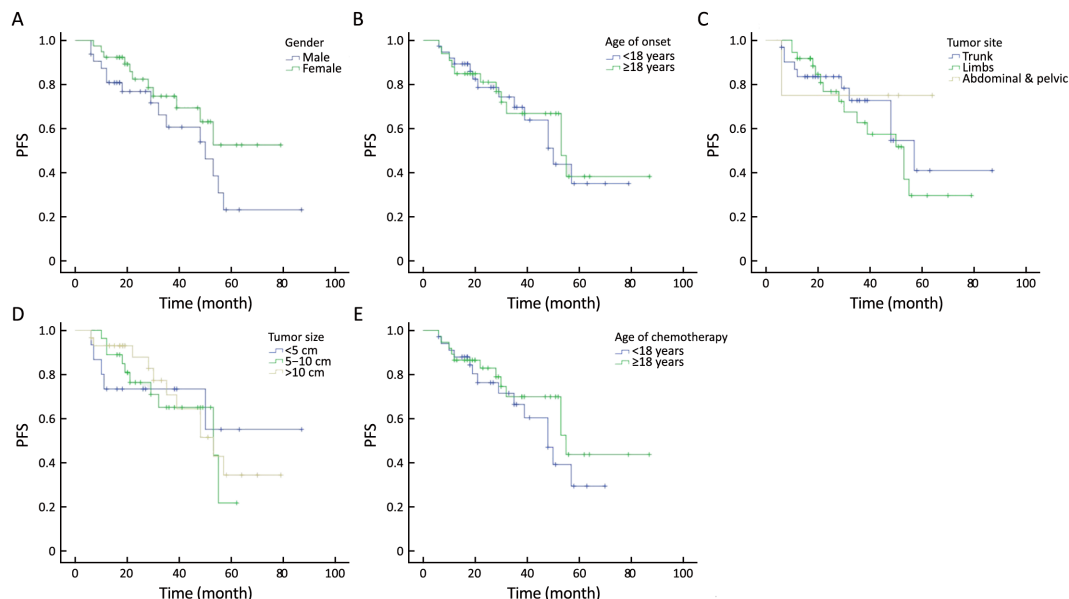 A
Gender
Male
Female
1.0
0.8
0.6
0.4
0.2
0
PFS
0 20 40 60 80 100
Time (month)
B
Age of onset
<18 years
≥18 years
1.0
0.8
0.6
0.4
0.2
0
PFS
0 20 40 60 80 100
Time (month)
C
Tumor site
Trunk
Limbs
Abdominal & pelvic
1.0
0.8
0.6
0.4
0.2
0
PFS
0 20 40 60 80 100
Time (month)
D
Tumor size
<5 cm
5–10 cm
>10 cm
1.0
0.8
0.6
0.4
0.2
0
PFS
0 20 40 60 80 100
Time (month)
E
Age of chemotherapy
<18 years
≥18 years
1.0
0.8
0.6
0.4
0.2
0
PFS
0 20 40 60 80 100
Time (month)